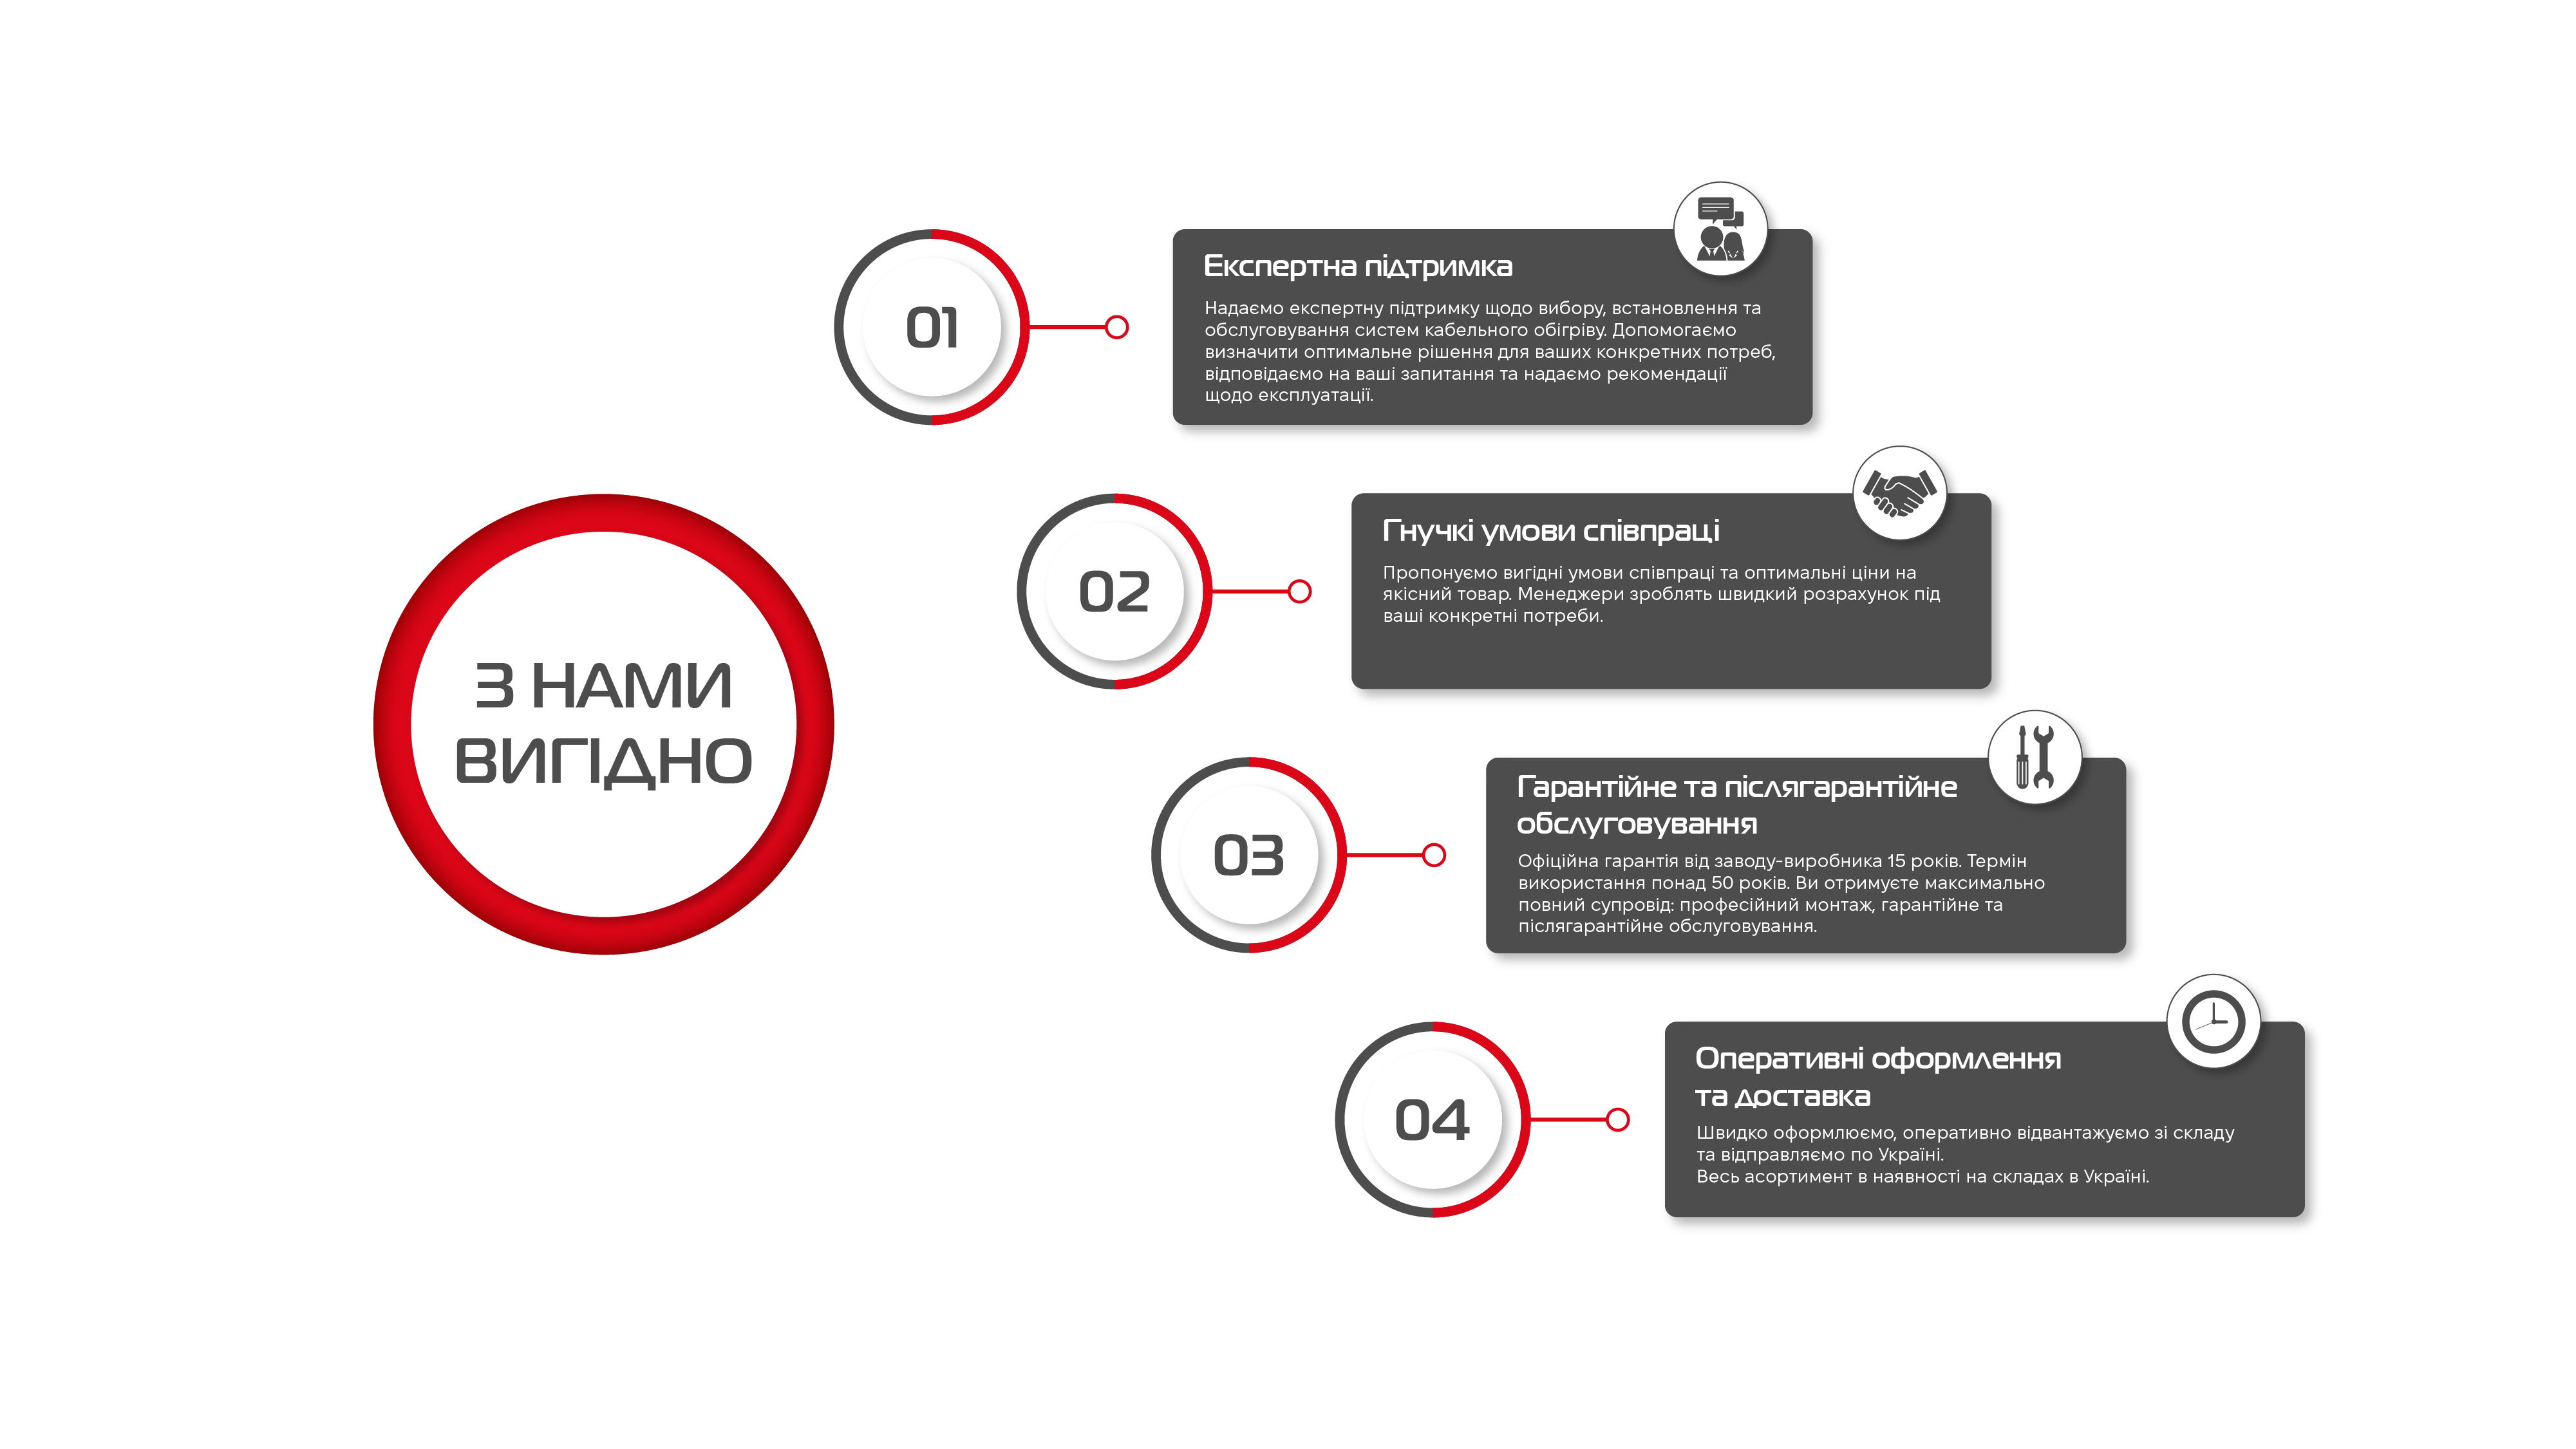 З НАМИ
ВИГІДНО
01
Експертна підтримка
Надаємо експертну підтримку щодо вибору, встановлення та
обслуговування систем кабельного обігріву. Допомогаємо
визначити оптимальне рішення для ваших конкретних потреб,
відповідаємо на ваші запитання та надаємо рекомендації
щодо експлуатації.
02
Гнучкі умови співпраці
Пропонуємо вигідні умови співпраці та оптимальні ціни на
якісний товар. Менеджери зроблять швидкий розрахунок під
ваші конкретні потреби.
03
Гарантійне та післягарантійне
обслуговування
Офіційна гарантія від заводу-виробника 15 років. Термін
використання понад 50 років. Ви отримуєте максимально
повний супровід: професійний монтаж, гарантійне та
післягарантійне обслуговування.
04
Оперативні оформлення
та доставка
Швидко оформлюємо, оперативно відвантажуємо зі складу
та відправляємо по Україні.
Весь асортимент в наявності на складах в Україні.